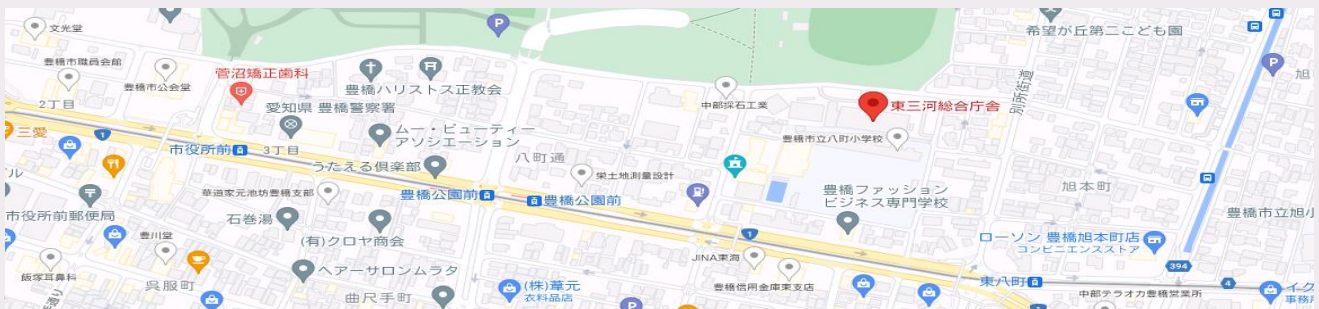 文光堂
希望が丘第二こども園
豊橋市職員会館
菅沼矯正歯科
豊橋ハリストス正教会
豊橋市公会堂
中部採石工業
東三河総合庁舎
別所街道
2丁目
愛知県 豊橋警察署
ムー・ビューティー
アソシエーション
豊橋市立八町小学校
三愛
1
市役所前
3丁目
うたえる倶楽部
八町通
栄土地測量設計
旭本町
華道家元池坊豊橋支部
豊橋公園前
豊橋公園前
豊橋ファッション
ビジネス専門学校
市役所前郵便局
石巻湯
豊橋市立旭小
豊川堂
(有)クロヤ商会
1
ローソン 豊橋旭本町店
コンビニエンスストア
JINA東海
394
飯塚耳鼻科
呉服町
ヘアーサロンムラタ
(株)葦元
衣料品店
豊橋信用金庫東支店
東八町
4
曲尺手町
中部テラオカ豊橋営業所